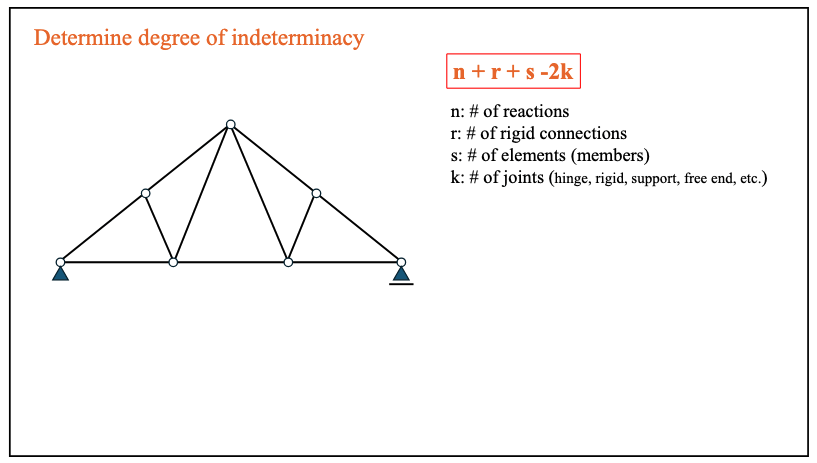 Determine degree of indeterminacy
n + r + s -2k
n: # of reactions
r: # of rigid connections
s: # of elements (members)
k: # of joints (hinge, rigid, support, free end, etc.)